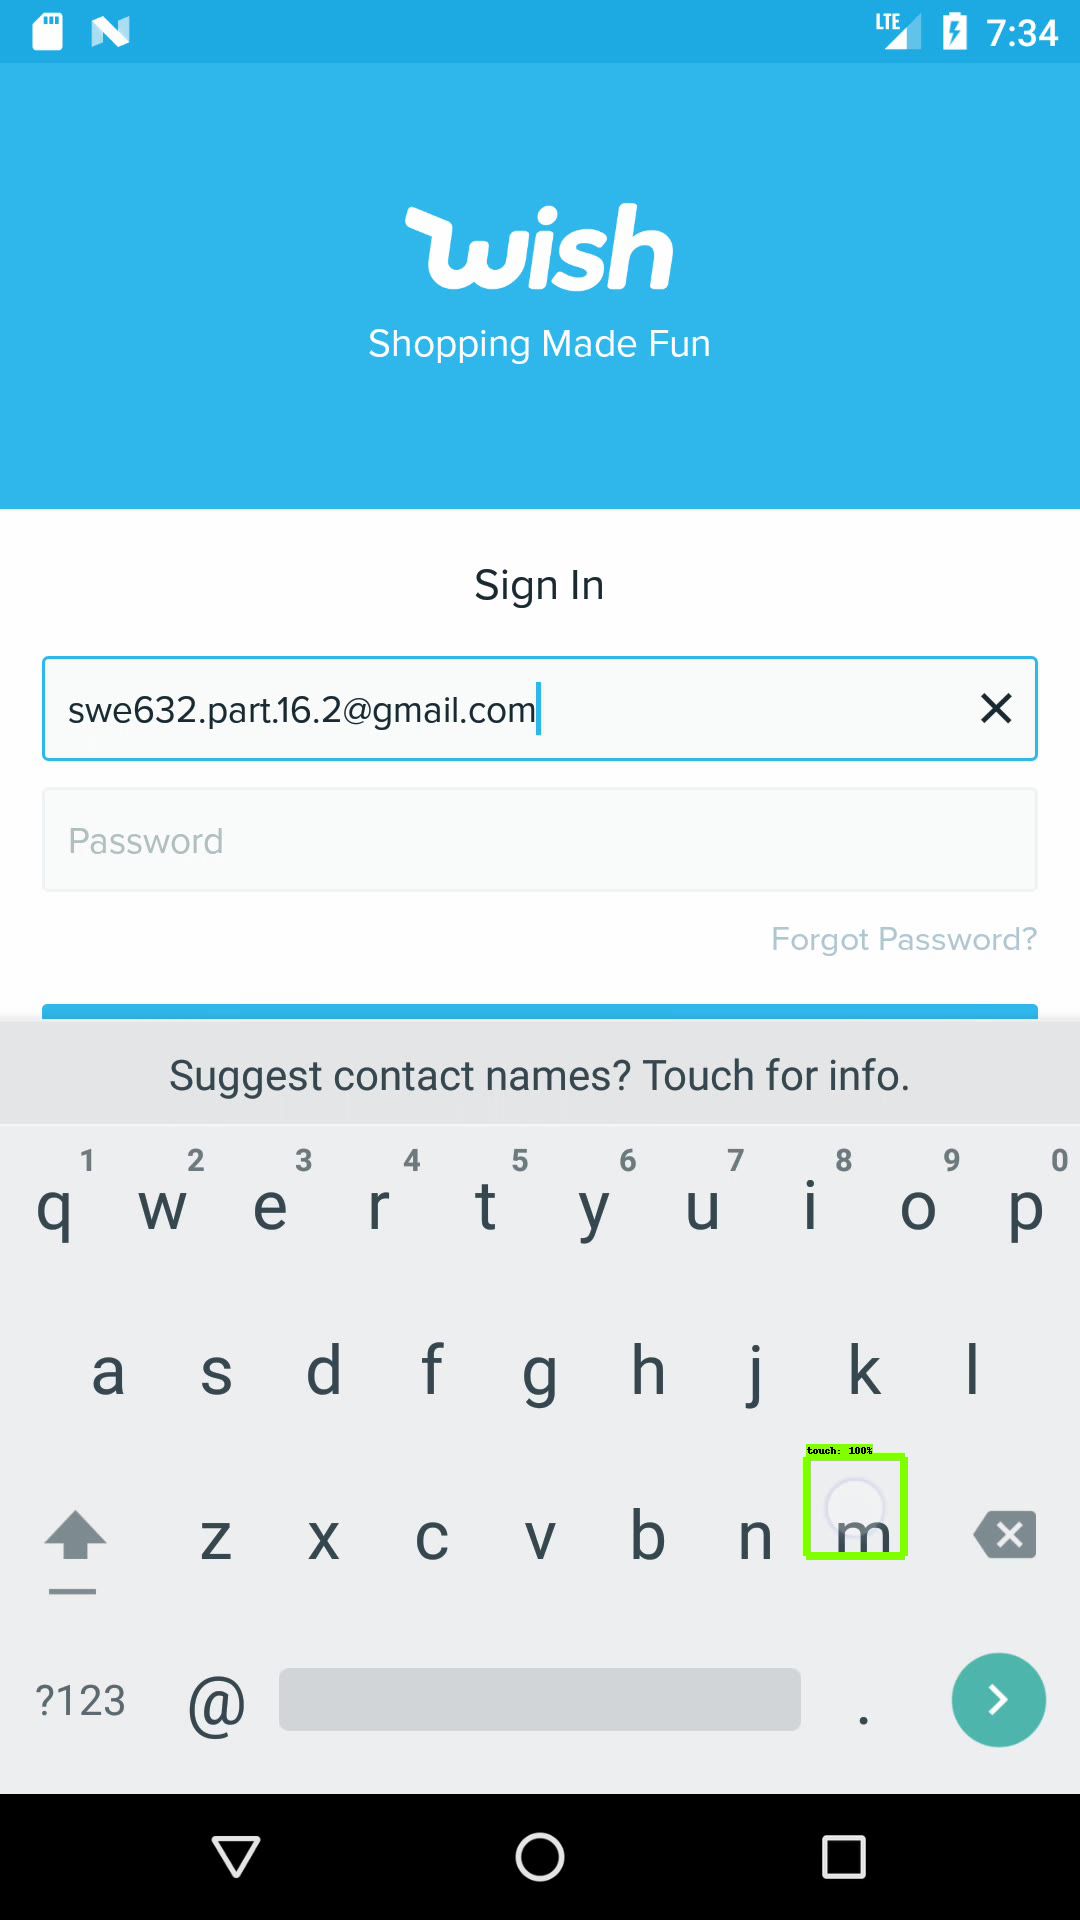 LTE 7:34
wish
Shopping Made Fun
Sign In
swe632.part.16.2@gmail.com
Password
Forgot Password?
Suggest contact names? Touch for info.
1 2 3 4 5 6 7 8 9 0
q w e r t y u i o p
a s d f g h j k l
touch: 100%
z x c v b n m
?123 @ .